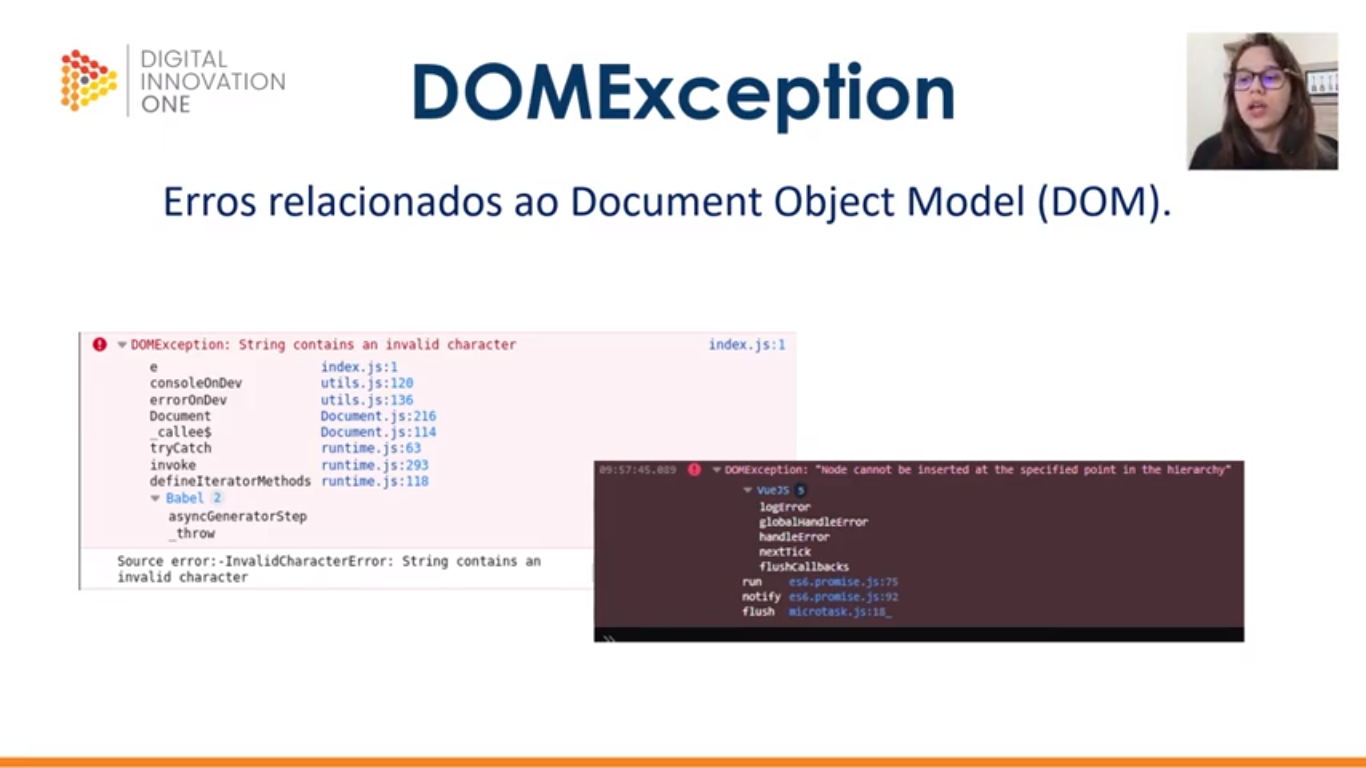 DIGITAL
INNOVATION
ONE
DOMException
Erros relacionados ao Document Object Model (DOM).
DOMException: String contains an invalid character index.js:1
e index.js:1
consoleOnDev utils.js:120
errorOnDev utils.js:136
Document Document.js:216
_callee$ Document.js:114
tryCatch runtime.js:63
invoke runtime.js:293
defineIteratorMethods runtime.js:118
Babel 2
asyncGeneratorStep
_throw
Source error:-InvalidCharacterError: String contains an
invalid character
09:57:45.089 DOMException: "Node cannot be inserted at the specified point in the hierarchy"
VueJS 5
logError
globalHandleError
handleError
nextTick
flushCallbacks
run es6.promise.js:75
notify es6.promise.js:92
flush microtask.js:18_
»